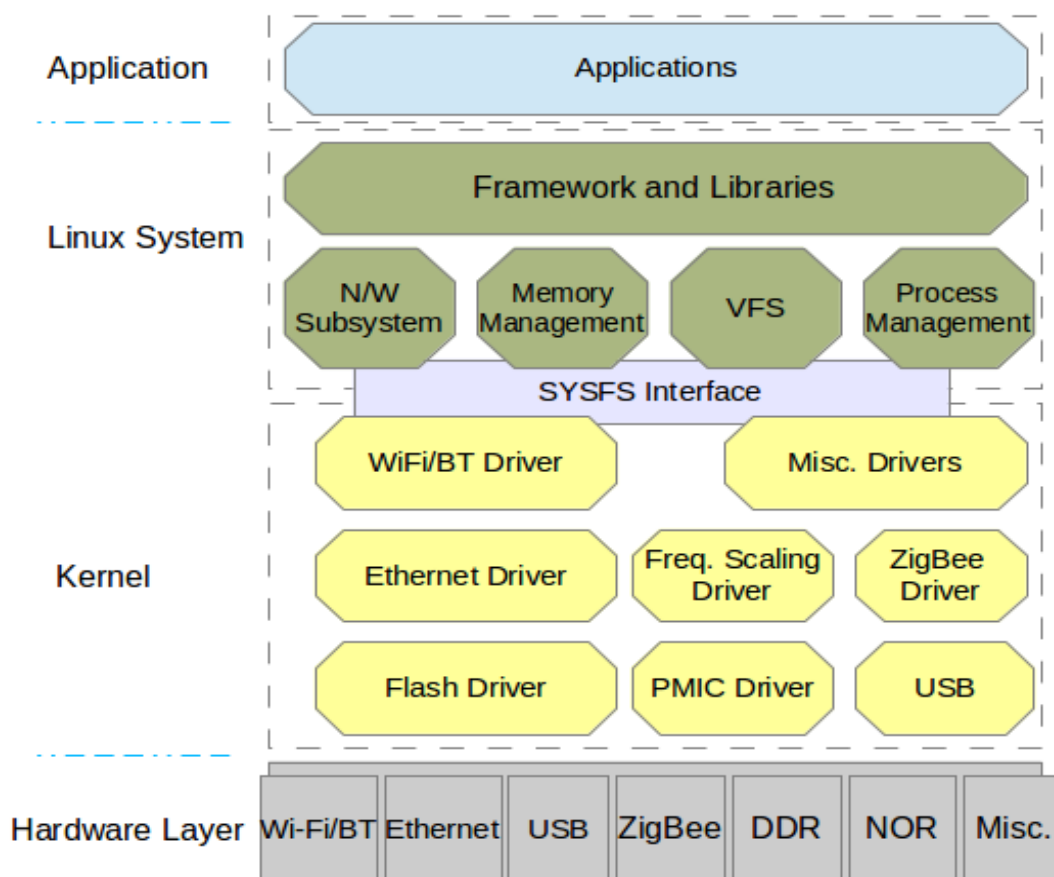 Application
Applications
Linux System
Framework and Libraries
N/W
Subsystem
Memory
Management
VFS
Process
Management
SYSFS Interface
Kernel
WiFi/BT Driver
Misc. Drivers
Ethernet Driver
Freq. Scaling
Driver
ZigBee
Driver
Flash Driver
PMIC Driver
USB
Hardware Layer
Wi-Fi/BT
Ethernet
USB
ZigBee
DDR
NOR
Misc.